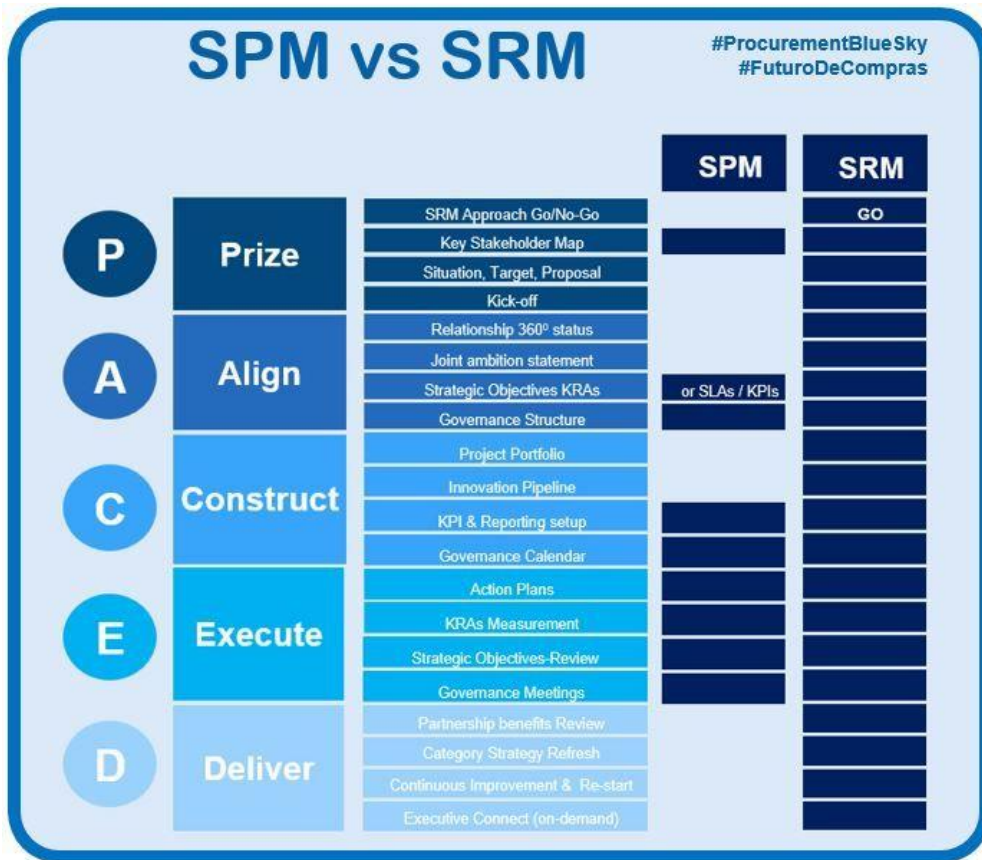 SPM vs SRM
#ProcurementBlueSky
#FuturoDeCompras
SPM
SRM
P
Prize
SRM Approach Go/No-Go
GO
Key Stakeholder Map
Situation, Target, Proposal
Kick-off
A
Align
Relationship 360º status
Joint ambition statement
Strategic Objectives KRAs
or SLAs / KPIs
Governance Structure
C
Construct
Project Portfolio
Innovation Pipeline
KPI & Reporting setup
Governance Calendar
E
Execute
Action Plans
KRAs Measurement
Strategic Objectives-Review
Governance Meetings
D
Deliver
Partnership benefits Review
Category Strategy Refresh
Continuous Improvement & Re-start
Executive Connect (on-demand)